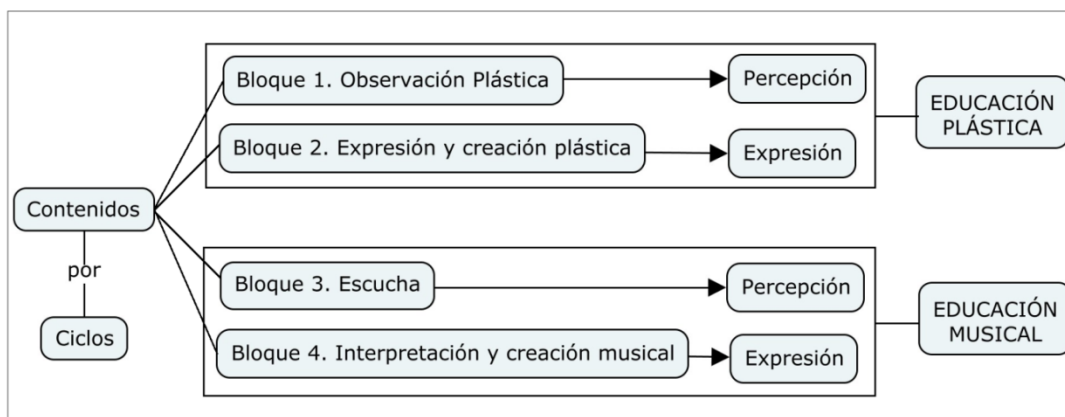 Bloque 1. Observación Plástica
Percepción
EDUCACIÓN
PLÁSTICA
Bloque 2. Expresión y creación plástica
Expresión
Contenidos
por
Ciclos
Bloque 3. Escucha
Percepción
EDUCACIÓN
MUSICAL
Bloque 4. Interpretación y creación musical
Expresión